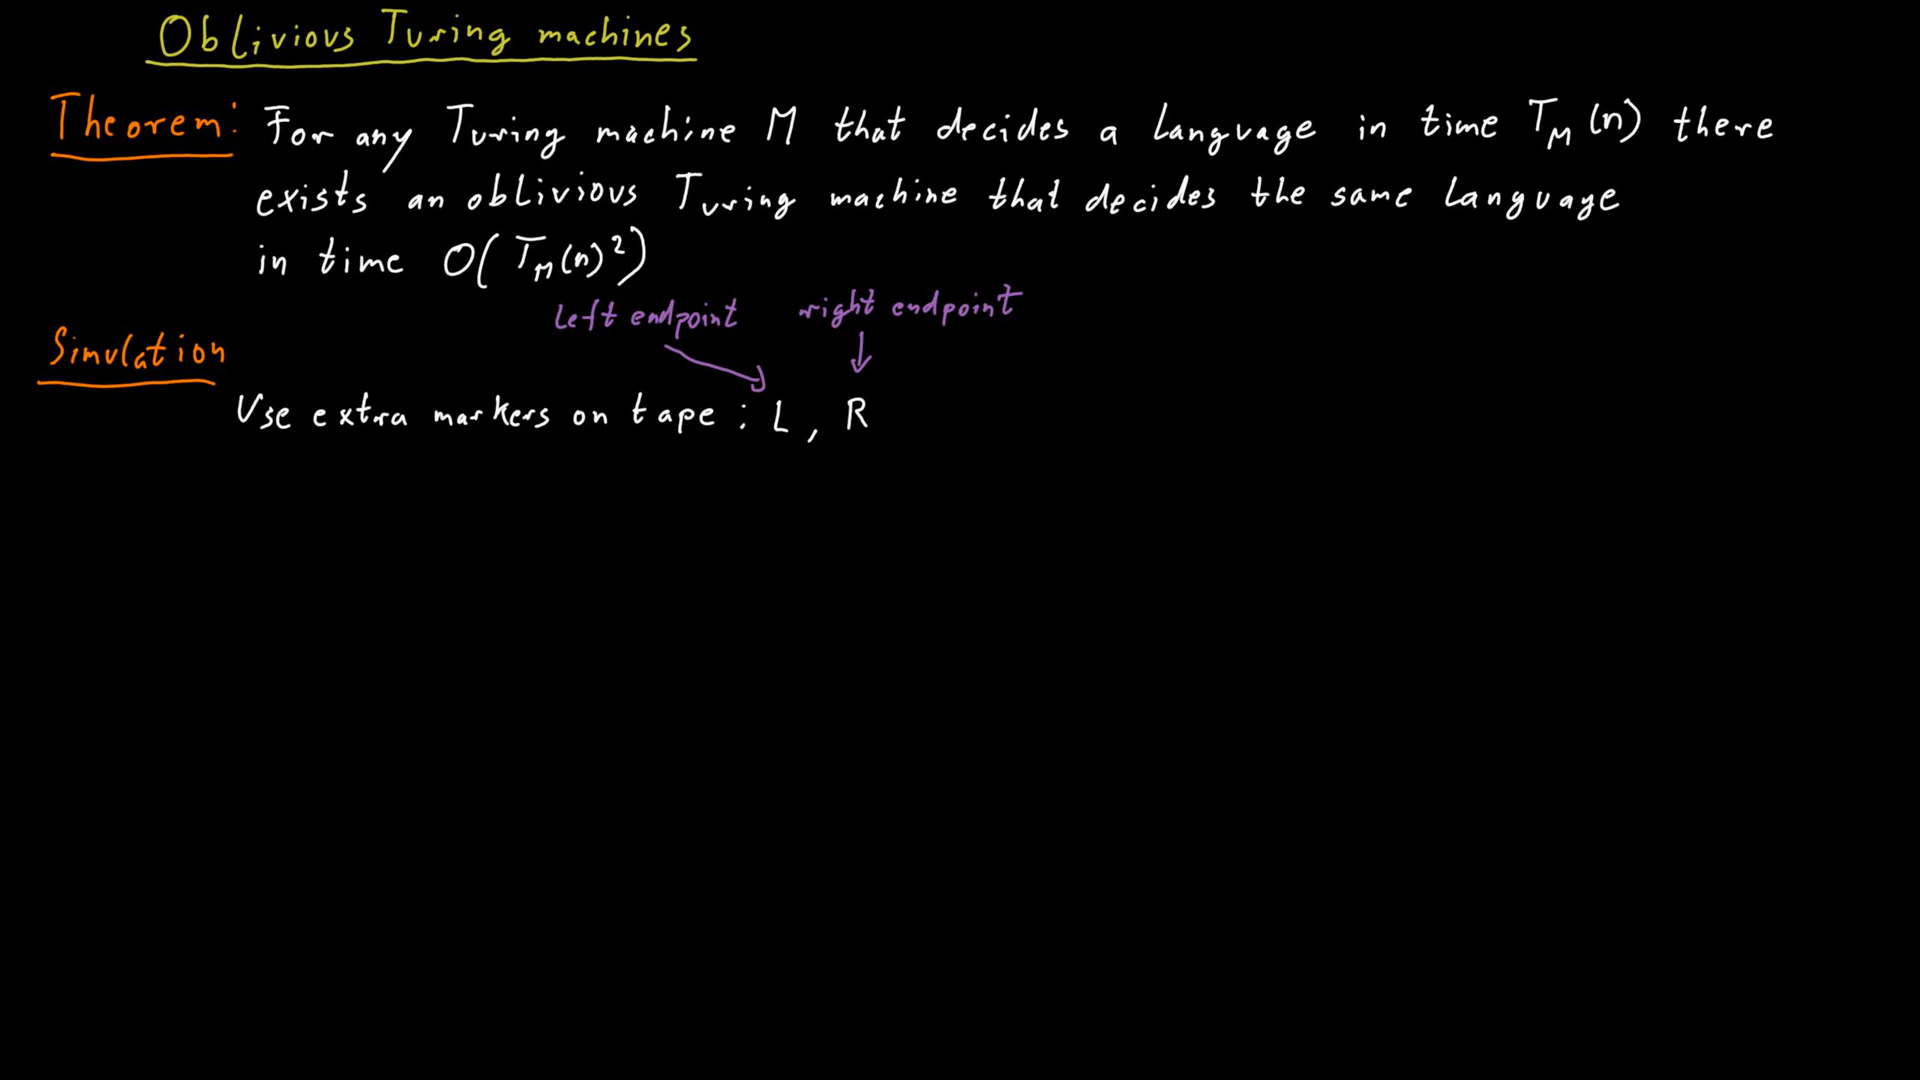 Oblivious Turing machines
Theorem: For any Turing machine M that decides a language in time T_M(n) there
exists an oblivious Turing machine that decides the same language
in time O(T_M(n)²)
left endpoint right endpoint
Simulation
Use extra markers on tape: L, R